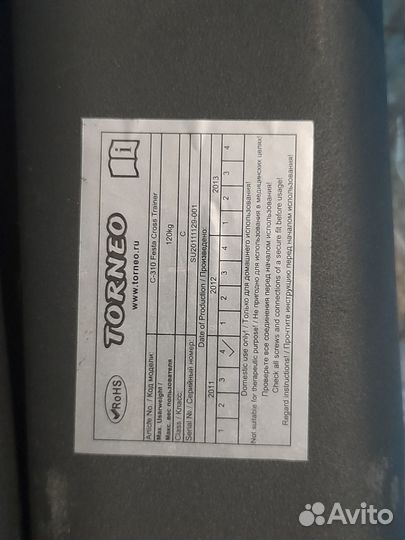 RoHS
TORNEO
www.torneo.ru
Article No. / Код модели: C-310 Festa Cross Trainer
Max. Userweight /
Макс. вес пользователя 120kg
Class. / Класс: C
Serial № / Серийный номер: SU20111129-001
Date of Production / Произведено:
2011 2012 2013
1 2 3 4 1 2 3 4 1 2 3 4
Domestic use only! / Только для домашнего использования!
Not suitable for therapeutic purpose! / Не пригодно для использования в медицинских целях!
Проверьте все соединения перед началом использования!
Check all screws and connections of a secure fit before usage!
Regard instructions! / Прочтите инструкцию перед началом использования!
Avito